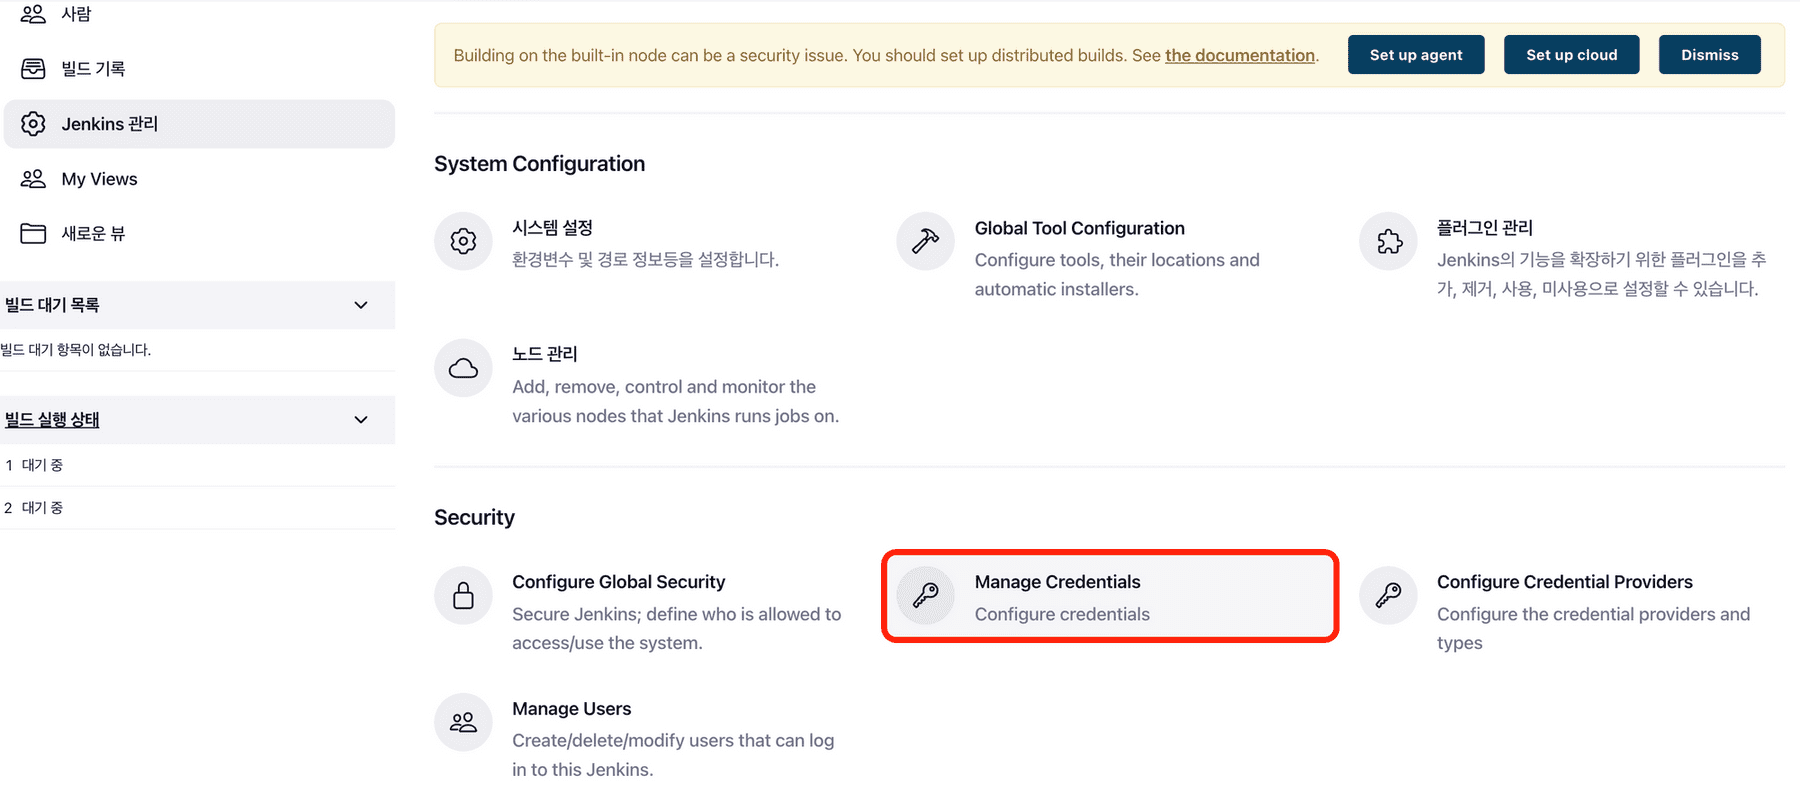 사람
빌드 기록
Jenkins 관리
My Views
새로운 뷰
빌드 대기 목록
빌드 대기 항목이 없습니다.
빌드 실행 상태
1 대기 중
2 대기 중
Building on the built-in node can be a security issue. You should set up distributed builds. See the documentation.
Set up agent
Set up cloud
Dismiss
System Configuration
시스템 설정
환경변수 및 경로 정보등을 설정합니다.
Global Tool Configuration
Configure tools, their locations and
automatic installers.
플러그인 관리
Jenkins의 기능을 확장하기 위한 플러그인을 추
가, 제거, 사용, 미사용으로 설정할 수 있습니다.
노드 관리
Add, remove, control and monitor the
various nodes that Jenkins runs jobs on.
Security
Configure Global Security
Secure Jenkins; define who is allowed to
access/use the system.
Manage Credentials
Configure credentials
Configure Credential Providers
Configure the credential providers and
types
Manage Users
Create/delete/modify users that can log
in to this Jenkins.